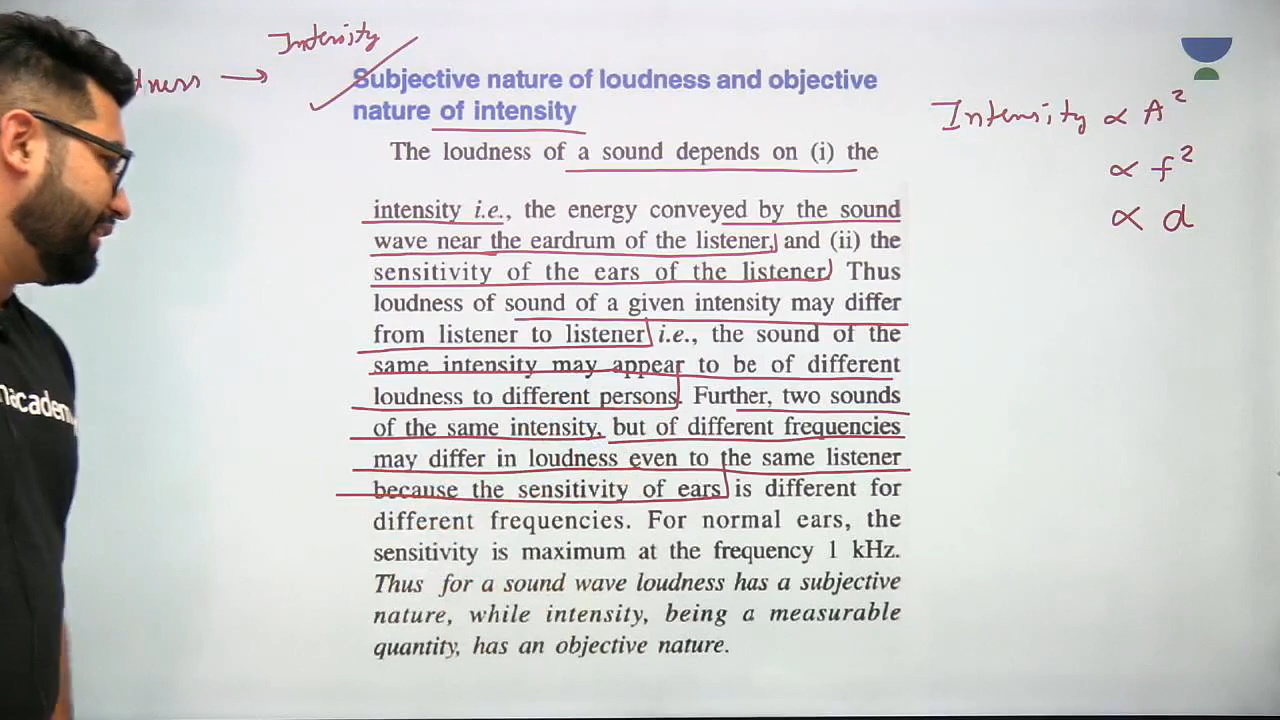 Intensity
→
Subjective nature of loudness and objective
nature of intensity
The loudness of a sound depends on (i) the
intensity i.e., the energy conveyed by the sound
wave near the eardrum of the listener, and (ii) the
sensitivity of the ears of the listener. Thus
loudness of sound of a given intensity may differ
from listener to listener i.e., the sound of the
same intensity may appear to be of different
loudness to different persons. Further, two sounds
of the same intensity, but of different frequencies
may differ in loudness even to the same listener
because the sensitivity of ears is different for
different frequencies. For normal ears, the
sensitivity is maximum at the frequency 1 kHz.
Thus for a sound wave loudness has a subjective
nature, while intensity, being a measurable
quantity, has an objective nature.
Intensity ∝ A²
∝ f²
∝ d
nacadem